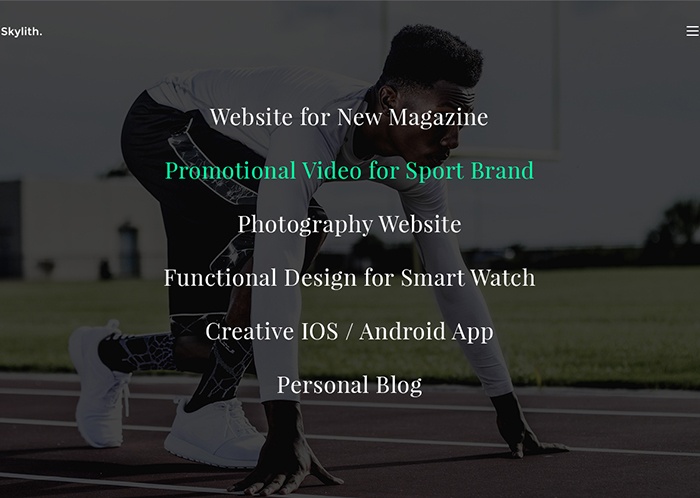 Skylith.
Website for New Magazine
Promotional Video for Sport Brand
Photography Website
Functional Design for Smart Watch
Creative IOS / Android App
Personal Blog